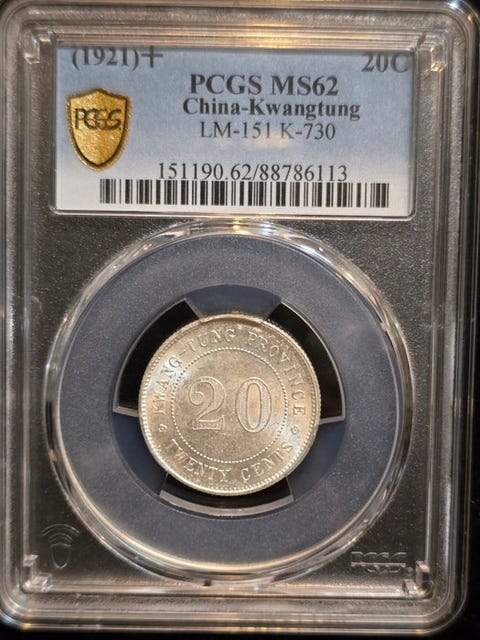 (1921)+ 20C
PCGS MS62
China-Kwangtung
LM-151 K-730
151190.62/88786113
PCGS
KWANG-TUNG PROVINCE
20
TWENTY CENTS
PCGS